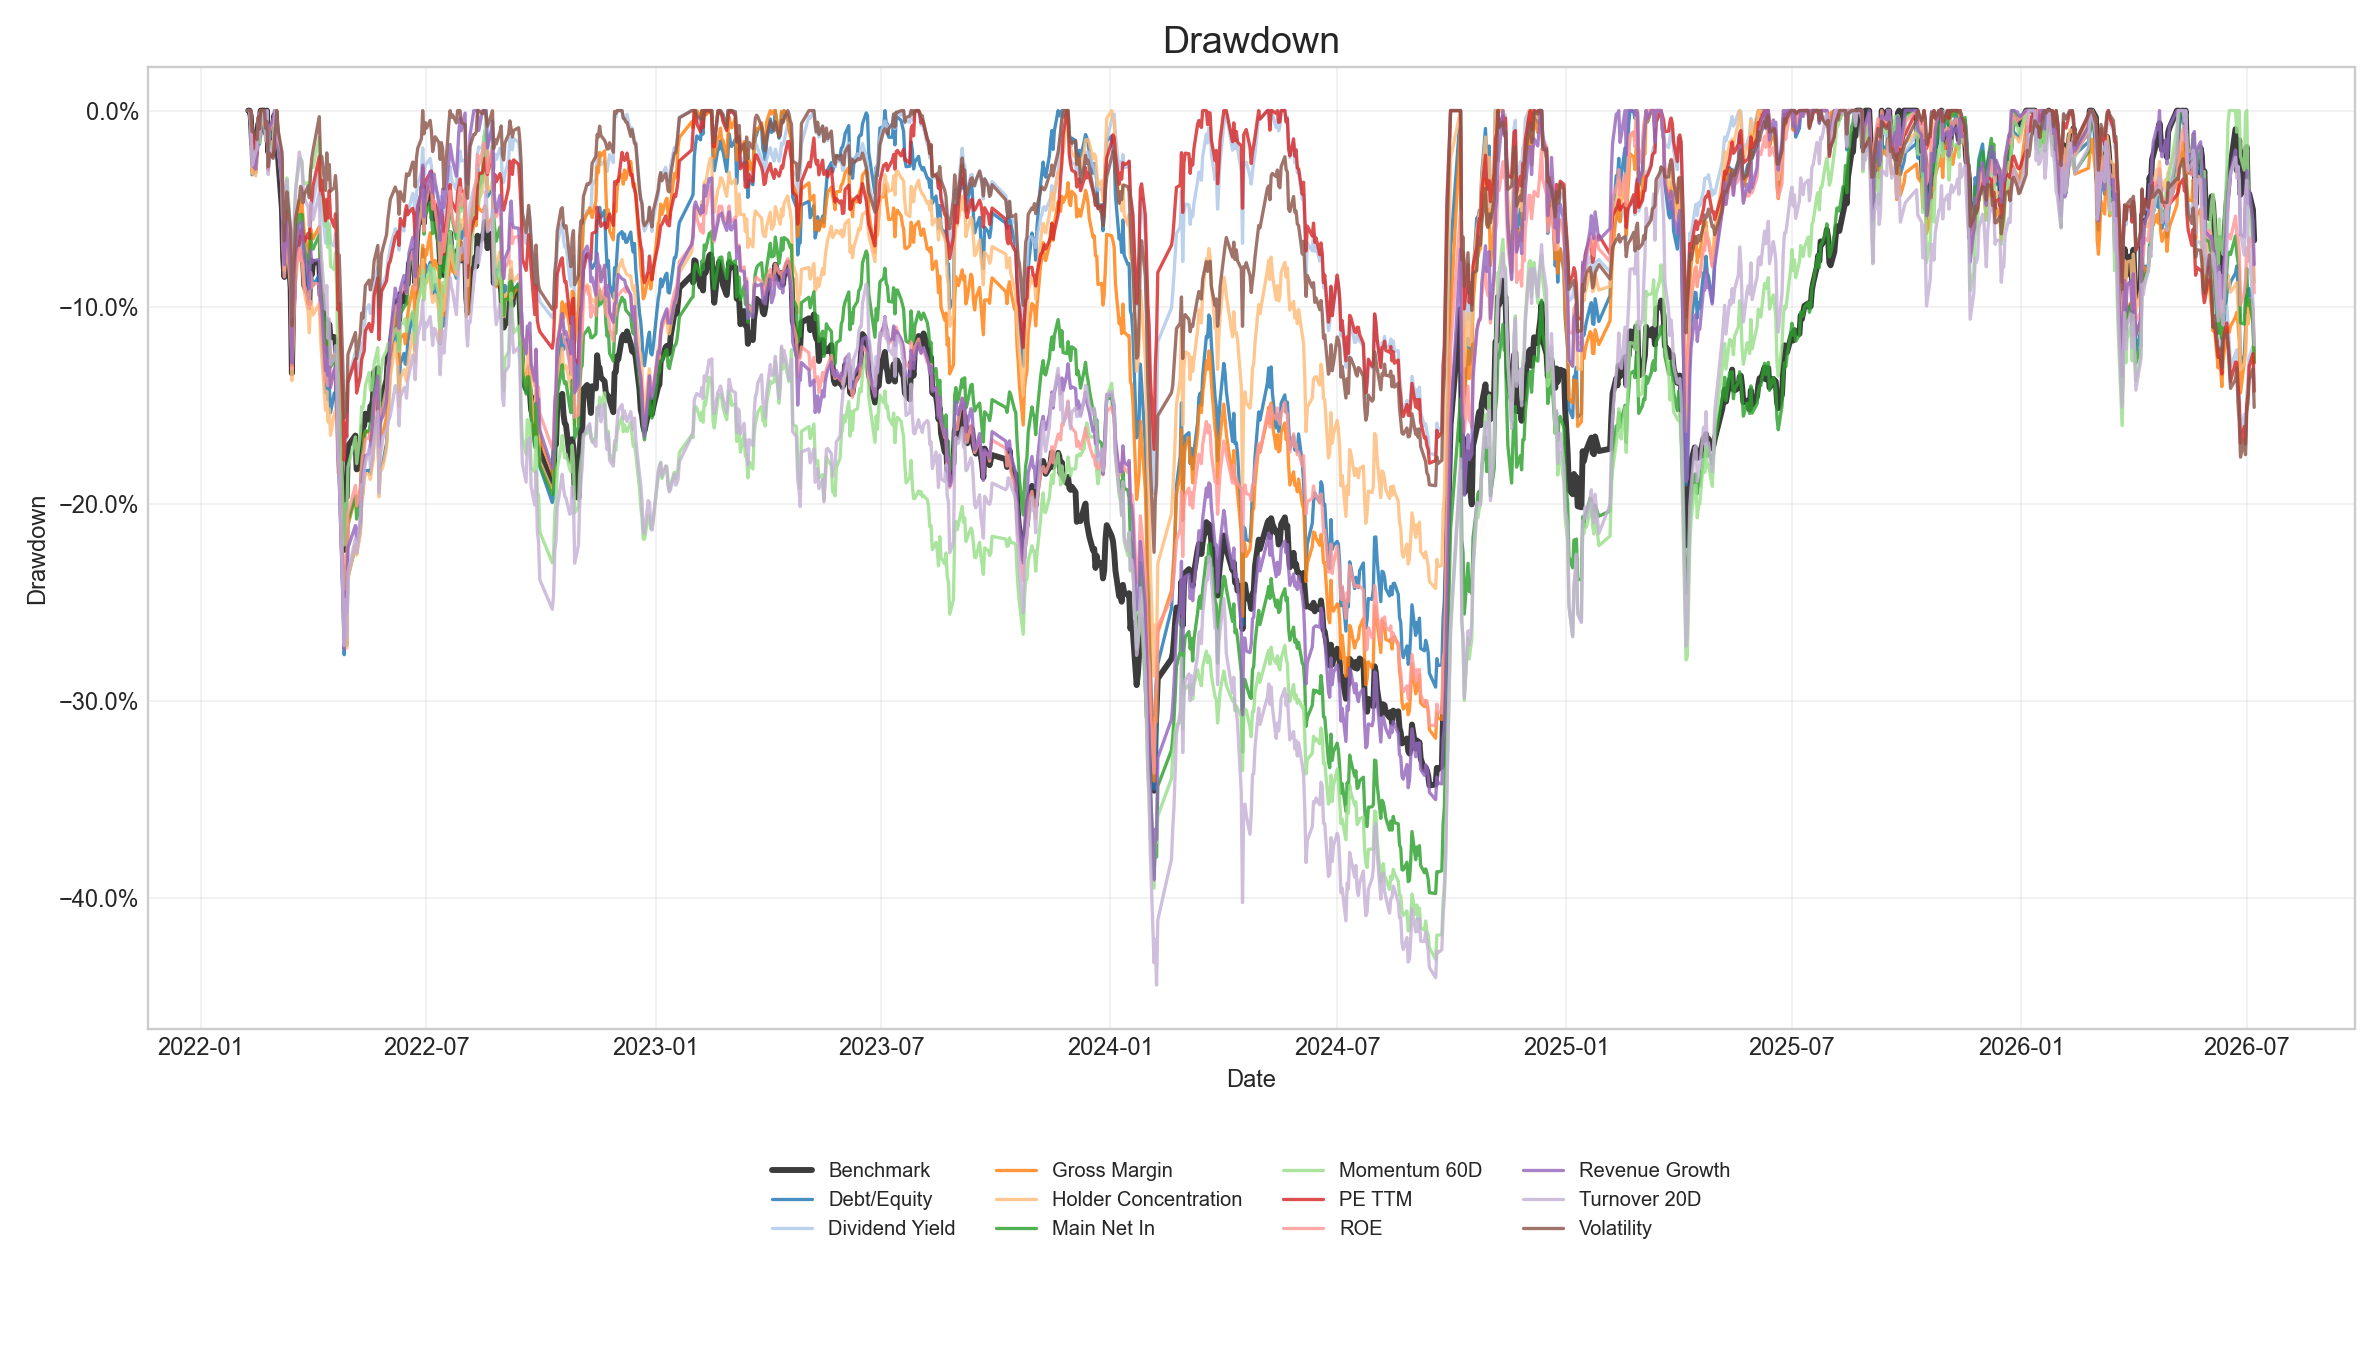 Drawdown
0.0%
−10.0%
−20.0%
−30.0%
−40.0%
Drawdown
2022-01 2022-07 2023-01 2023-07 2024-01 2024-07 2025-01 2025-07 2026-01 2026-07
Date
Benchmark Gross Margin Momentum 60D Revenue Growth
Debt/Equity Holder Concentration PE TTM Turnover 20D
Dividend Yield Main Net In ROE Volatility